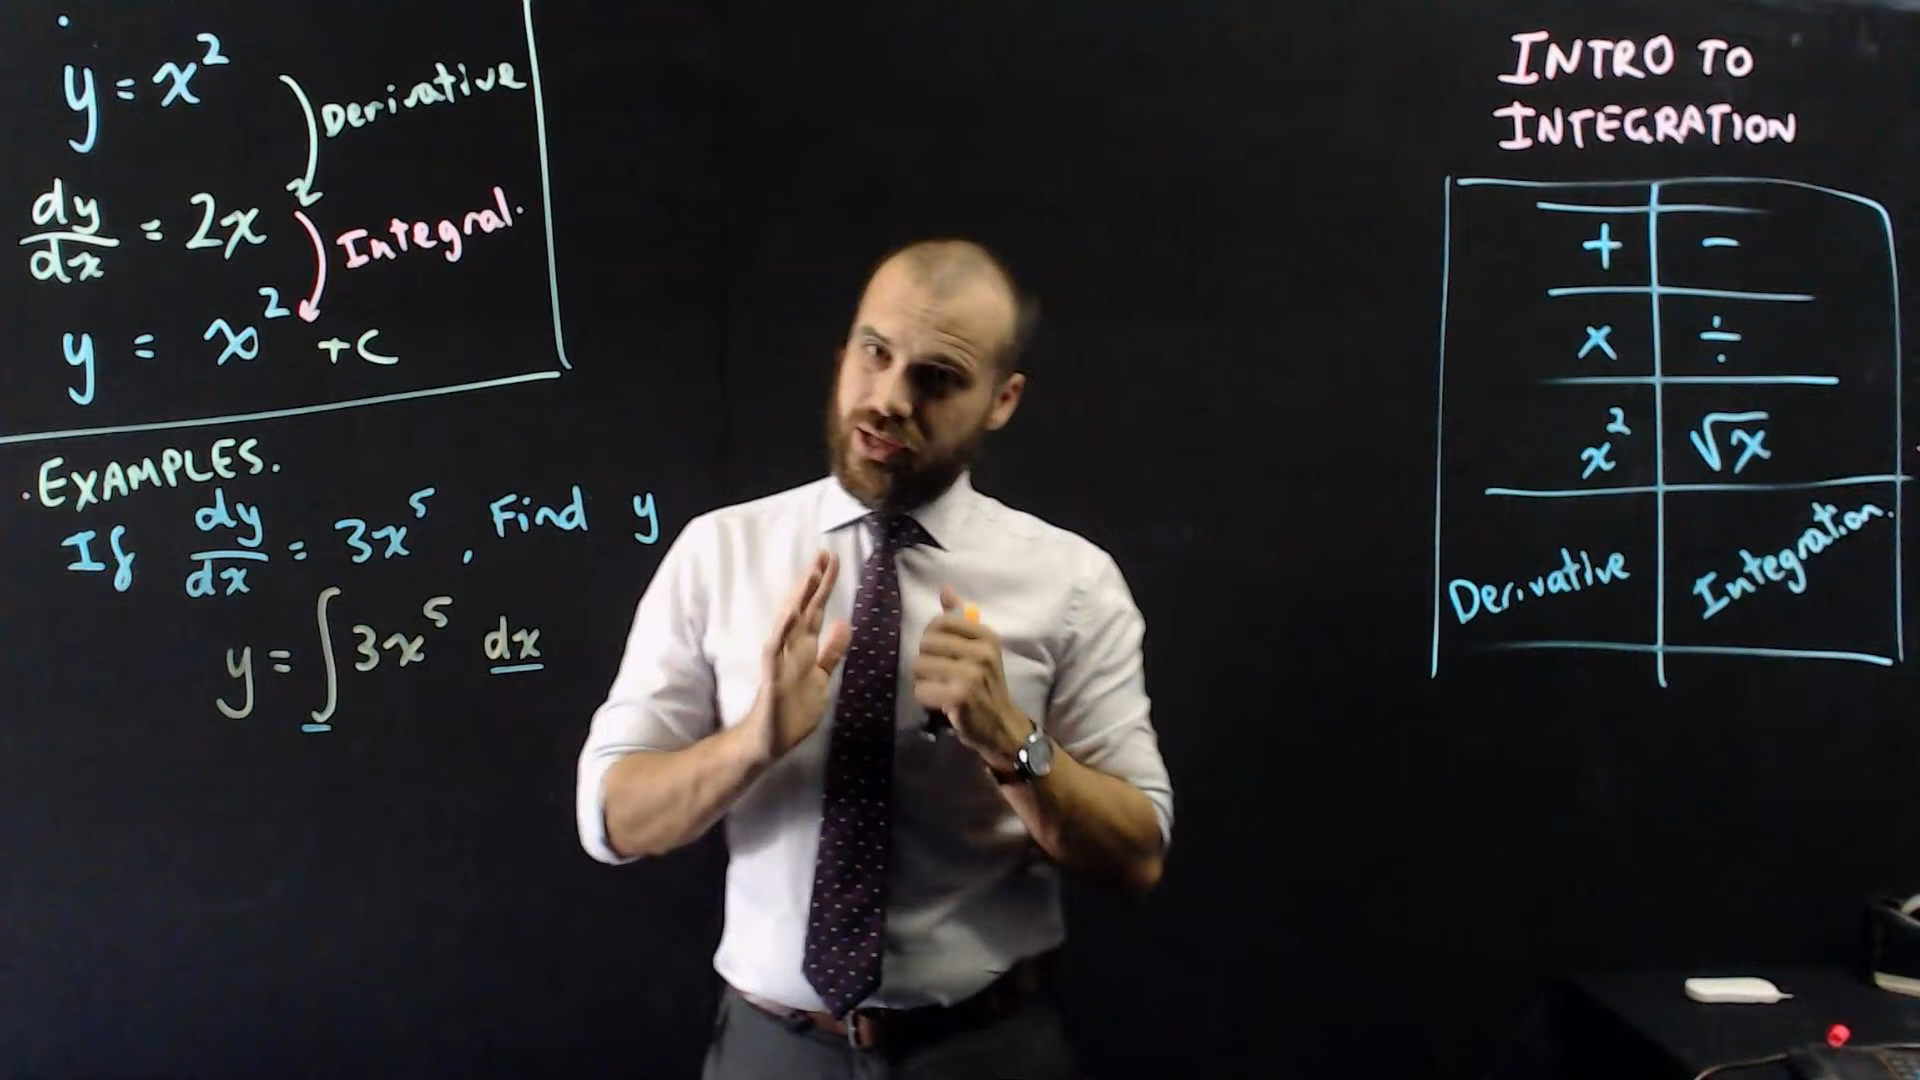 y = x²
Derivative
dy/dx = 2x
Integral.
y = x² + C
EXAMPLES.
If dy/dx = 3x⁵, Find y
y = ∫ 3x⁵ dx
INTRO TO
INTEGRATION
+ −
× ÷
x² √x
Derivative Integration.